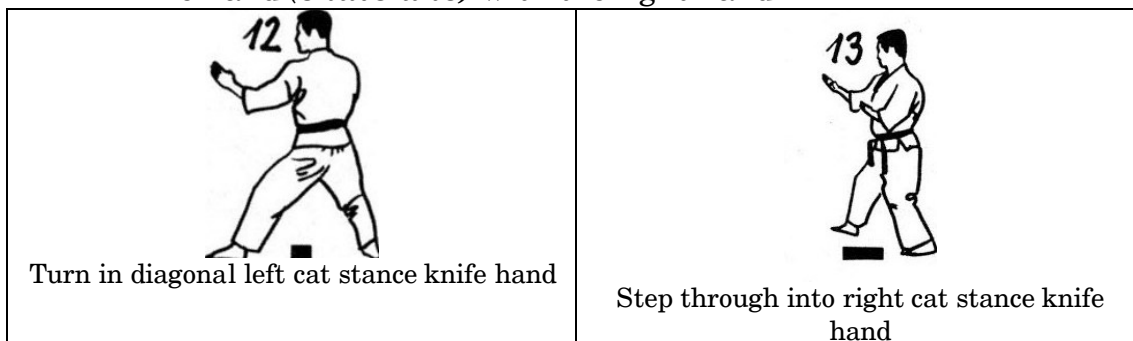 12
13
Turn in diagonal left cat stance knife hand
Step through into right cat stance knife
hand